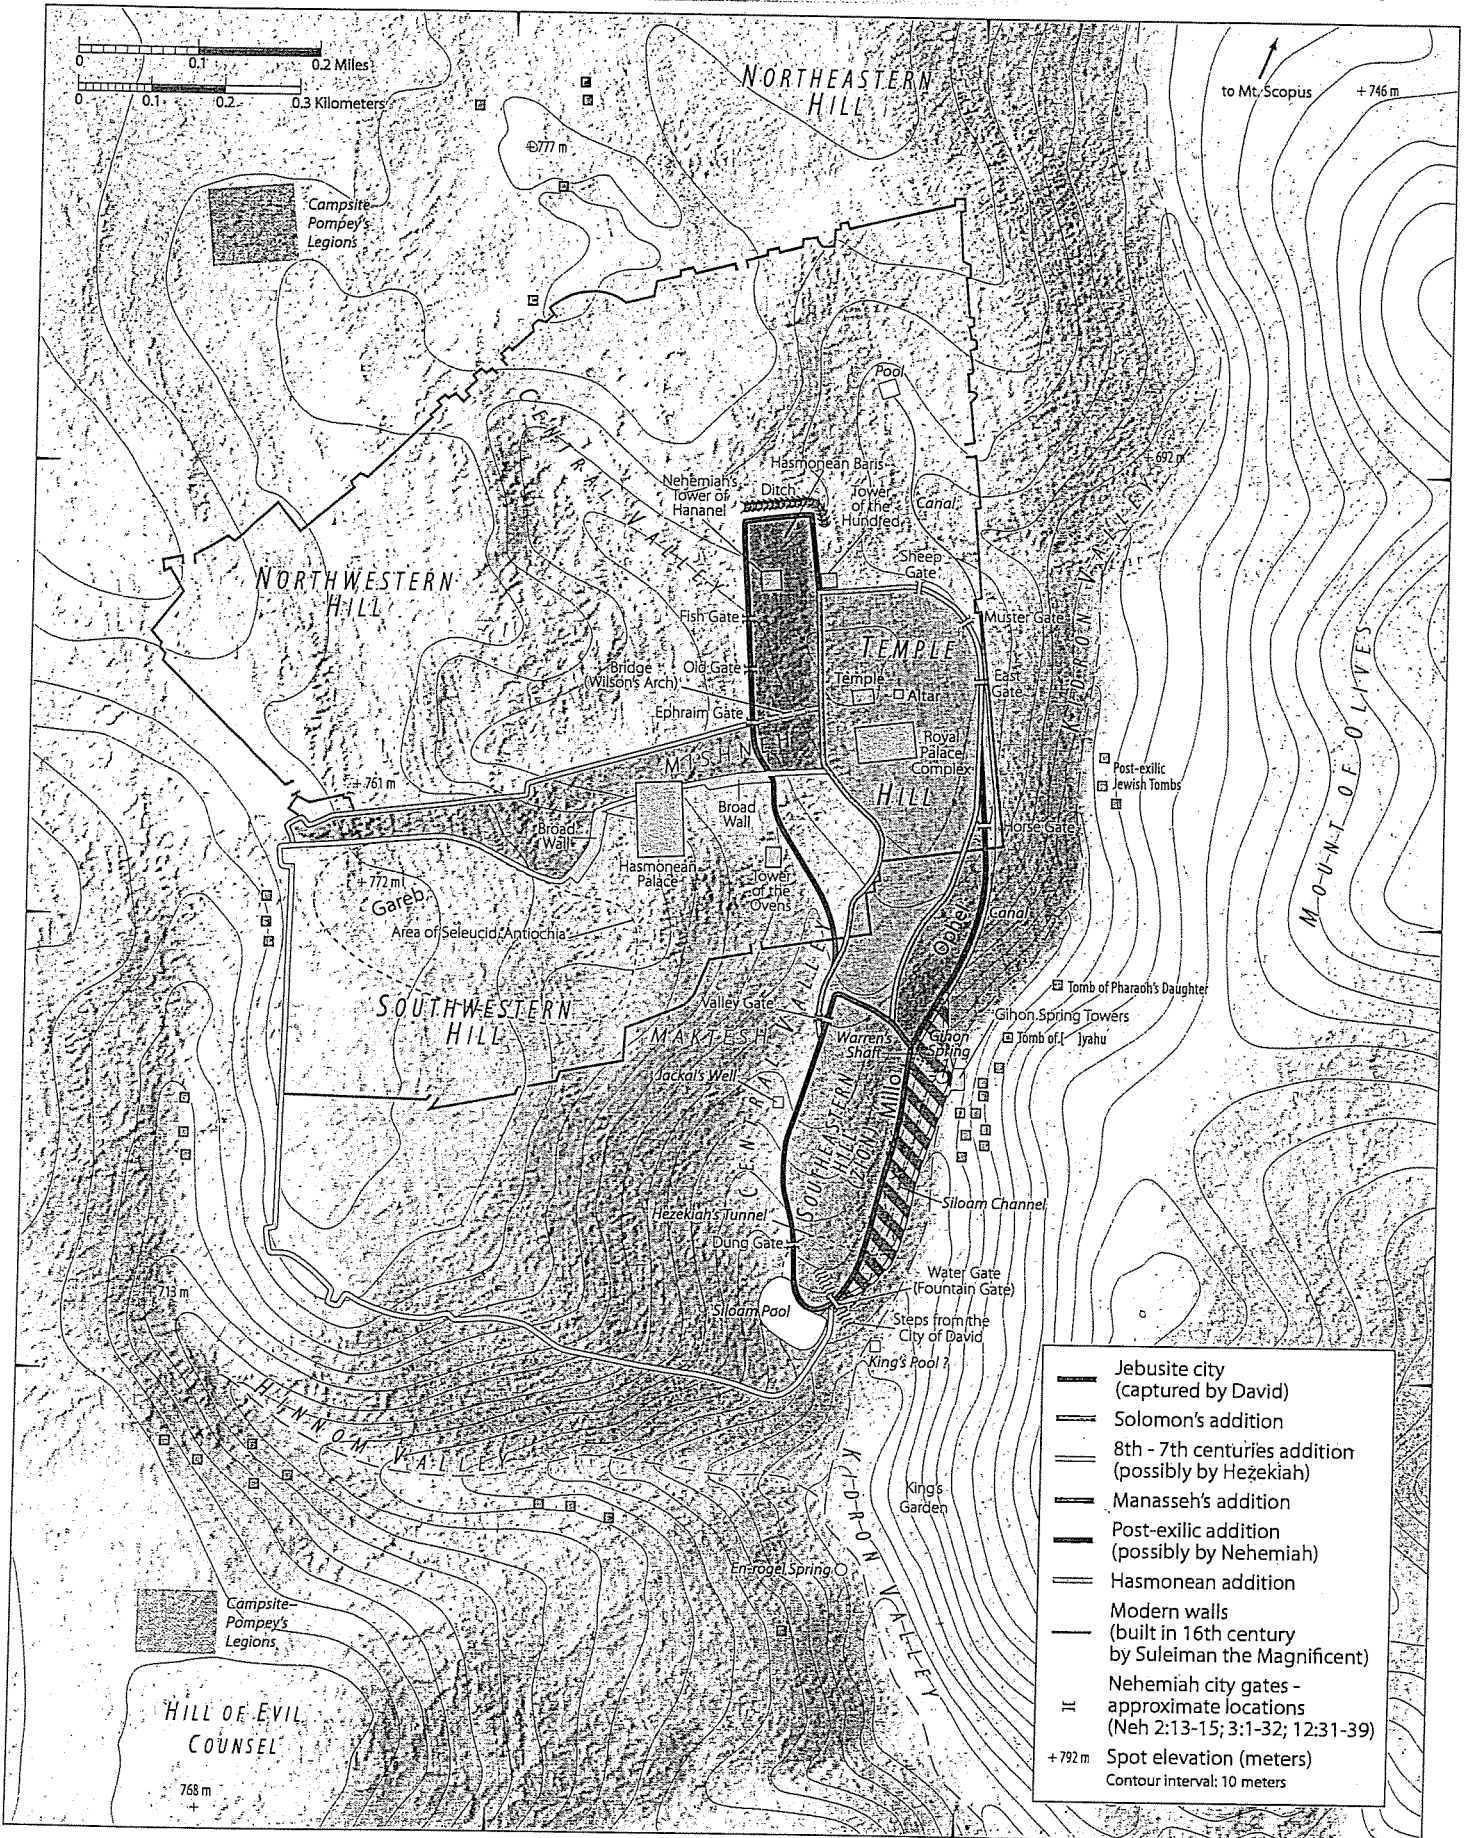 0 0.1 0.2 Miles
0 0.1 0.2 0.3 Kilometers
NORTHEASTERN
HILL
to Mt. Scopus
+ 746 m
777 m
Campsite–
Pompey's
Legions
CENTRAL VALLEY
Pool
692 m
Hasmonean Baris
Nehemiah's
Tower of
Hananel
Ditch
Tower
of the
Hundred
Canal
Sheep
Gate
NORTHWESTERN
HILL
Fish Gate
Muster Gate
KIDRON VALLEY
TEMPLE
HILL
Bridge
(Wilson's Arch)
Old Gate
Temple
Altar
East
Gate
Ephraim Gate
MISHNEH
Royal
Palace
Complex
MOUNT OF OLIVES
+ 761 m
Post-exilic
Jewish Tombs
Broad
Wall
Broad
Wall
Horse Gate
Hasmonean
Palace
Tower
of the
Ovens
+ 772 m
Gareb
Area of Seleucid Antiochia
Ophel
Canal
Tomb of Pharaoh's Daughter
SOUTHWESTERN
HILL
Valley Gate
Gihon Spring Towers
MAKTESH
Warren's
Shaft
Gihon
Spring
Tomb of [ ]yahu
Jackal's Well
CENTRAL VALLEY
SOUTHEASTERN
HILL
(ZION)
Millo
Siloam Channel
Hezekiah's Tunnel
Dung Gate
Water Gate
(Fountain Gate)
713 m
Siloam Pool
Steps from the
City of David
King's Pool ?
HINNOM VALLEY
KIDRON VALLEY
King's
Garden
En-rogel Spring
Campsite–
Pompey's
Legions
HILL OF EVIL
COUNSEL
768 m
+
Jebusite city
(captured by David)
Solomon's addition
8th - 7th centuries addition
(possibly by Hezekiah)
Manasseh's addition
Post-exilic addition
(possibly by Nehemiah)
Hasmonean addition
Modern walls
(built in 16th century
by Suleiman the Magnificent)
Nehemiah city gates -
approximate locations
(Neh 2:13-15; 3:1-32; 12:31-39)
+ 792 m Spot elevation (meters)
Contour interval: 10 meters